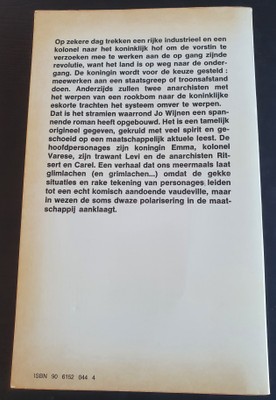 Op zekere dag trekken een rijke industrieel en een
kolonel naar het koninklijk hof om de vorstin te
verzoeken mee te werken aan de op gang zijnde
revolutie, want het land is op weg naar de onder-
gang. De koningin wordt voor de keuze gesteld :
meewerken aan een staatsgreep of troonsafstand
doen. Anderzijds zullen twee anarchisten met
het werpen van een rookbom naar de koninklijke
eskorte trachten het systeem omver te werpen.
Dat is het stramien waarrond Jo Wijnen een span-
nende roman heeft opgebouwd. Het is een tamelijk
origineel gegeven, gekruid met veel spirit en ge-
schoeid op een maatschappelijk aktuele leest. De
hoofdpersonages zijn koningin Emma, kolonel
Varese, zijn trawant Levi en de anarchisten Rit-
sert en Carel. Een verhaal dat ons meermaals laat
glimlachen (en grimlachen...) omdat de gekke
situaties en rake tekening van personages leiden
tot een echt komisch aandoende vaudeville, maar
in wezen de soms dwaze polarisering in de maat-
schappij aanklaagt.
ISBN 90 6152 044 4